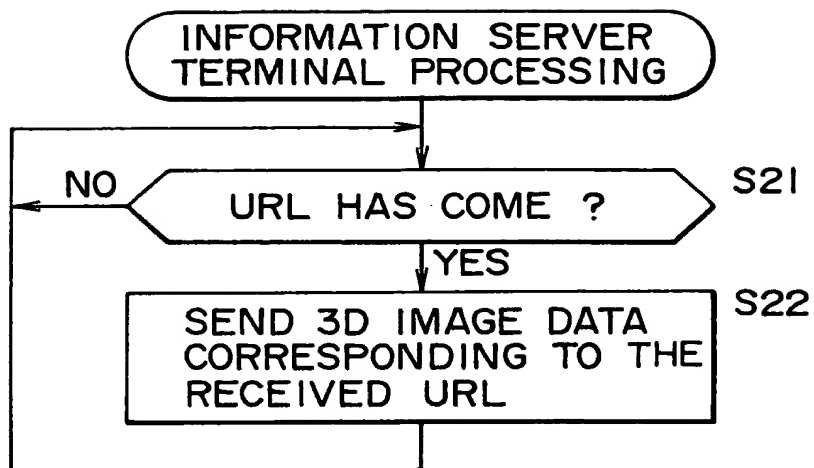 INFORMATION SERVER
TERMINAL PROCESSING
NO
URL HAS COME ?
S21
YES
S22
SEND 3D IMAGE DATA
CORRESPONDING TO THE
RECEIVED URL